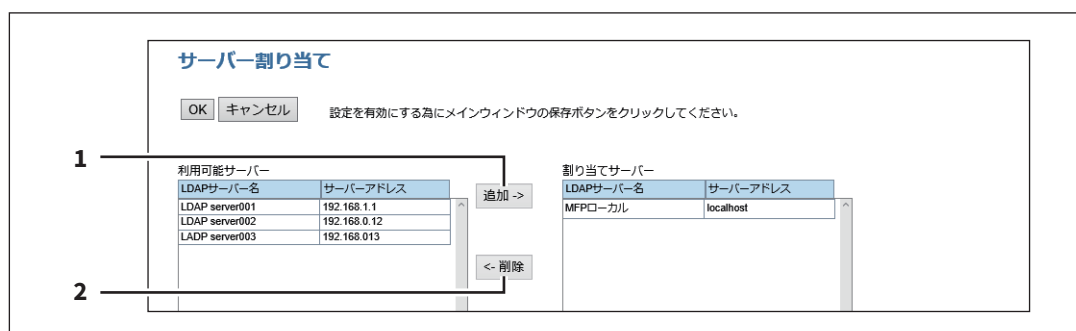 サーバー割り当て
OK キャンセル 設定を有効にする為にメインウィンドウの保存ボタンをクリックしてください。
1
利用可能サーバー 割り当てサーバー
LDAPサーバー名 サーバーアドレス 追加 -> LDAPサーバー名 サーバーアドレス
LDAP server001 192.168.1.1 MFPローカル localhost
LDAP server002 192.168.0.12
LADP server003 192.168.013
<- 削除
2